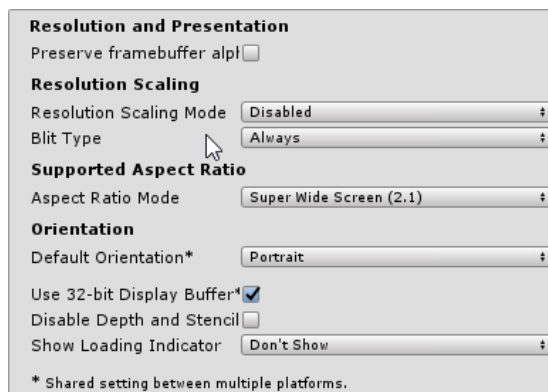 Resolution and Presentation
Preserve framebuffer alph
Resolution Scaling
Resolution Scaling Mode Disabled
Blit Type Always
Supported Aspect Ratio
Aspect Ratio Mode Super Wide Screen (2.1)
Orientation
Default Orientation* Portrait
Use 32-bit Display Buffer*
Disable Depth and Stencil
Show Loading Indicator Don't Show
* Shared setting between multiple platforms.